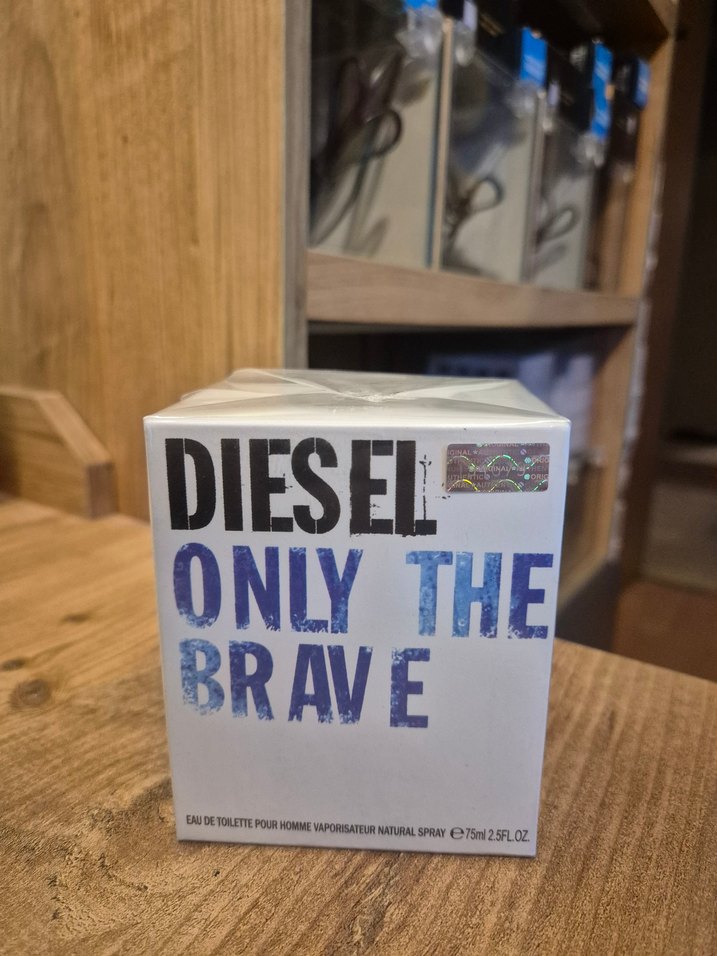 DIESEL
ONLY THE
BRAVE
EAU DE TOILETTE POUR HOMME VAPORISATEUR NATURAL SPRAY ℮ 75ml 2.5FL.OZ.